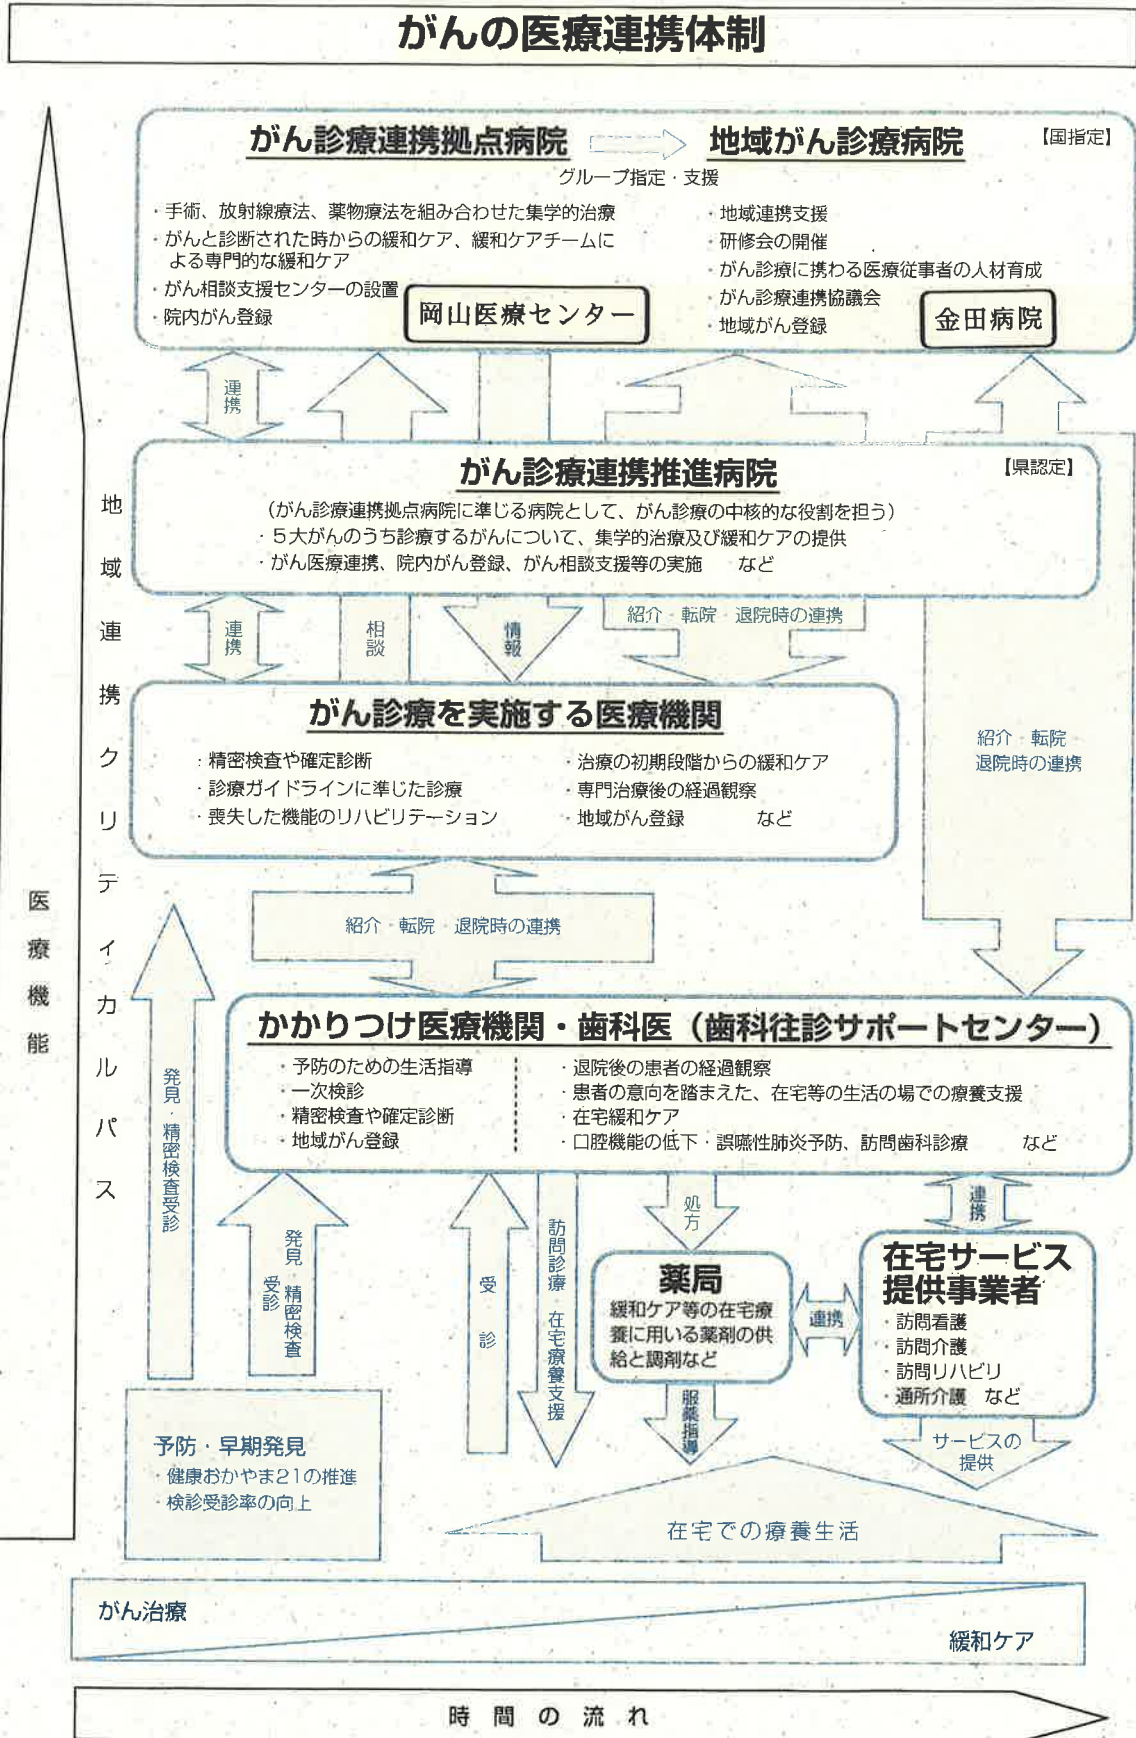 がんの医療連携体制
がん診療連携拠点病院
地域がん診療病院
【国指定】
グループ指定・支援
・手術、放射線療法、薬物療法を組み合わせた集学的治療
・がんと診断された時からの緩和ケア、緩和ケアチームに
よる専門的な緩和ケア
・がん相談支援センターの設置
・院内がん登録
岡山医療センター
・地域連携支援
・研修会の開催
・がん診療に携わる医療従事者の人材育成
・がん診療連携協議会
・地域がん登録
金田病院
連携
がん診療連携推進病院
【県認定】
(がん診療連携拠点病院に準じる病院として、がん診療の中核的な役割を担う)
・5大がんのうち診療するがんについて、集学的治療及び緩和ケアの提供
・がん医療連携、院内がん登録、がん相談支援等の実施 など
連携
相談
情報
紹介・転院・退院時の連携
がん診療を実施する医療機関
・精密検査や確定診断
・診療ガイドラインに準じた診療
・喪失した機能のリハビリテーション
・治療の初期段階からの緩和ケア
・専門治療後の経過観察
・地域がん登録 など
紹介・転院・
退院時の連携
紹介・転院・退院時の連携
かかりつけ医療機関・歯科医(歯科往診サポートセンター)
・予防のための生活指導
・一次検診
・精密検査や確定診断
・地域がん登録
・退院後の患者の経過観察
・患者の意向を踏まえた、在宅等の生活の場での療養支援
・在宅緩和ケア
・口腔機能の低下・誤嚥性肺炎予防、訪問歯科診療 など
発見・精密検査受診
発見・精密検査
受診
受診
訪問診療・在宅療養支援
処方
連携
薬局
緩和ケア等の在宅療
養に用いる薬剤の供
給と調剤など
連携
在宅サービス
提供事業者
・訪問看護
・訪問介護
・訪問リハビリ
・通所介護 など
服薬指導
サービスの
提供
予防・早期発見
・健康おかやま21の推進
・検診受診率の向上
在宅での療養生活
医療機能
地域連携クリティカルパス
がん治療
緩和ケア
時間の流れ